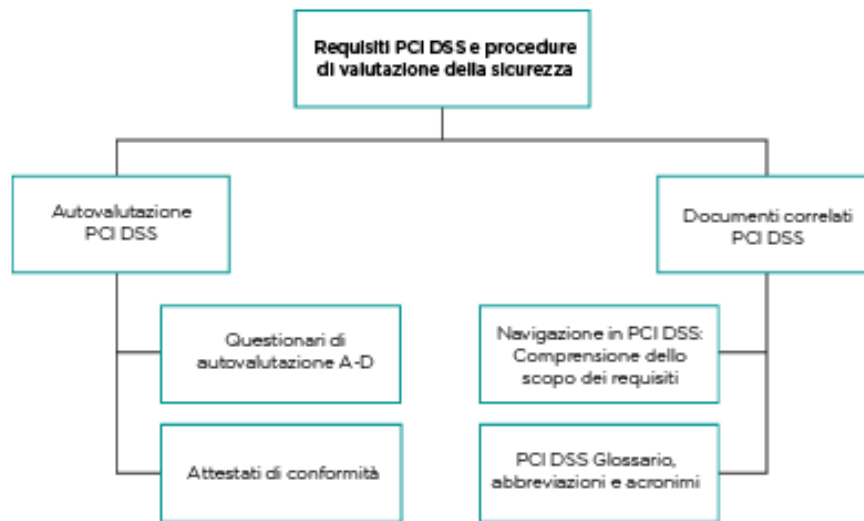 Requisiti PCI DSS e procedure
di valutazione della sicurezza
Autovalutazione
PCI DSS
Documenti correlati
PCI DSS
Questionari di
autovalutazione A-D
Navigazione in PCI DSS:
Comprensione dello
scopo dei requisiti
Attestati di conformità
PCI DSS Glossario,
abbreviazioni e acronimi